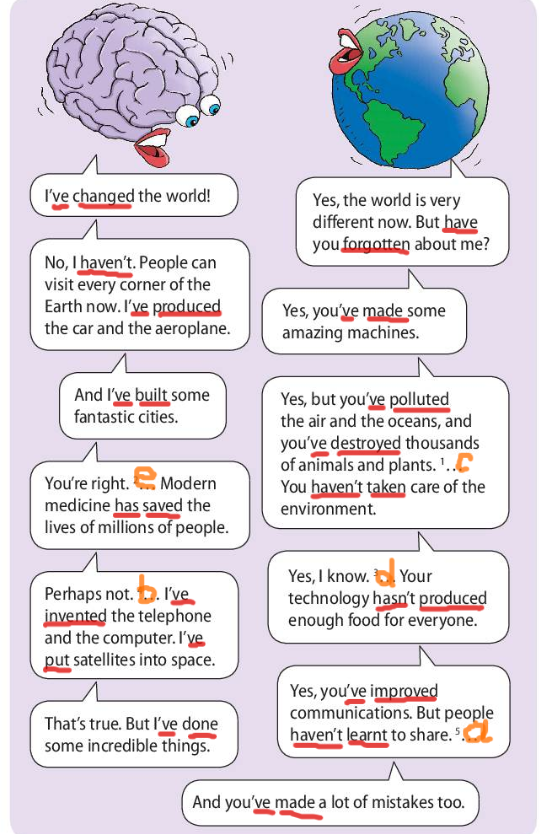 I've changed the world!
Yes, the world is very
different now. But have
you forgotten about me?
No, I haven't. People can
visit every corner of the
Earth now. I've produced
the car and the aeroplane.
Yes, you've made some
amazing machines.
And I've built some
fantastic cities.
Yes, but you've polluted
the air and the oceans, and
you've destroyed thousands
of animals and plants. 1...c
You haven't taken care of the
environment.
You're right. e... Modern
medicine has saved the
lives of millions of people.
Yes, I know. d... Your
technology hasn't produced
enough food for everyone.
Perhaps not. b... I've
invented the telephone
and the computer. I've
put satellites into space.
Yes, you've improved
communications. But people
haven't learnt to share. 5...a
That's true. But I've done
some incredible things.
And you've made a lot of mistakes too.